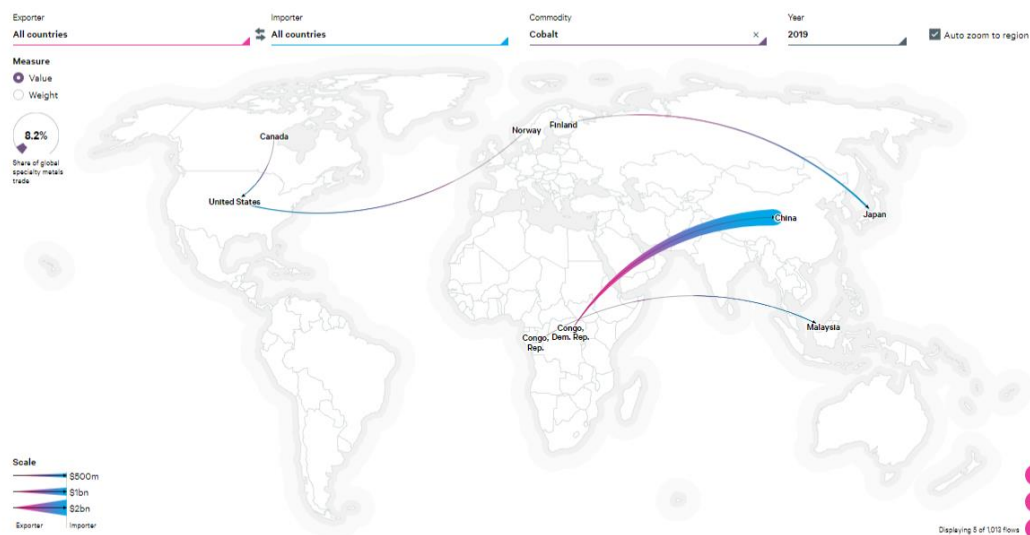 Exporter
All countries
Importer
All countries
Commodity
Cobalt ×
Year
2019
Auto zoom to region
Measure
Value
Weight
8.2%
Share of global
specialty metals
trade
Canada
United States
Norway
Finland
China
Japan
Malaysia
Congo,
Rep.
Congo,
Dem. Rep.
Scale
$500m
$1bn
$2bn
Exporter
Importer
Displaying 5 of 1,013 flows